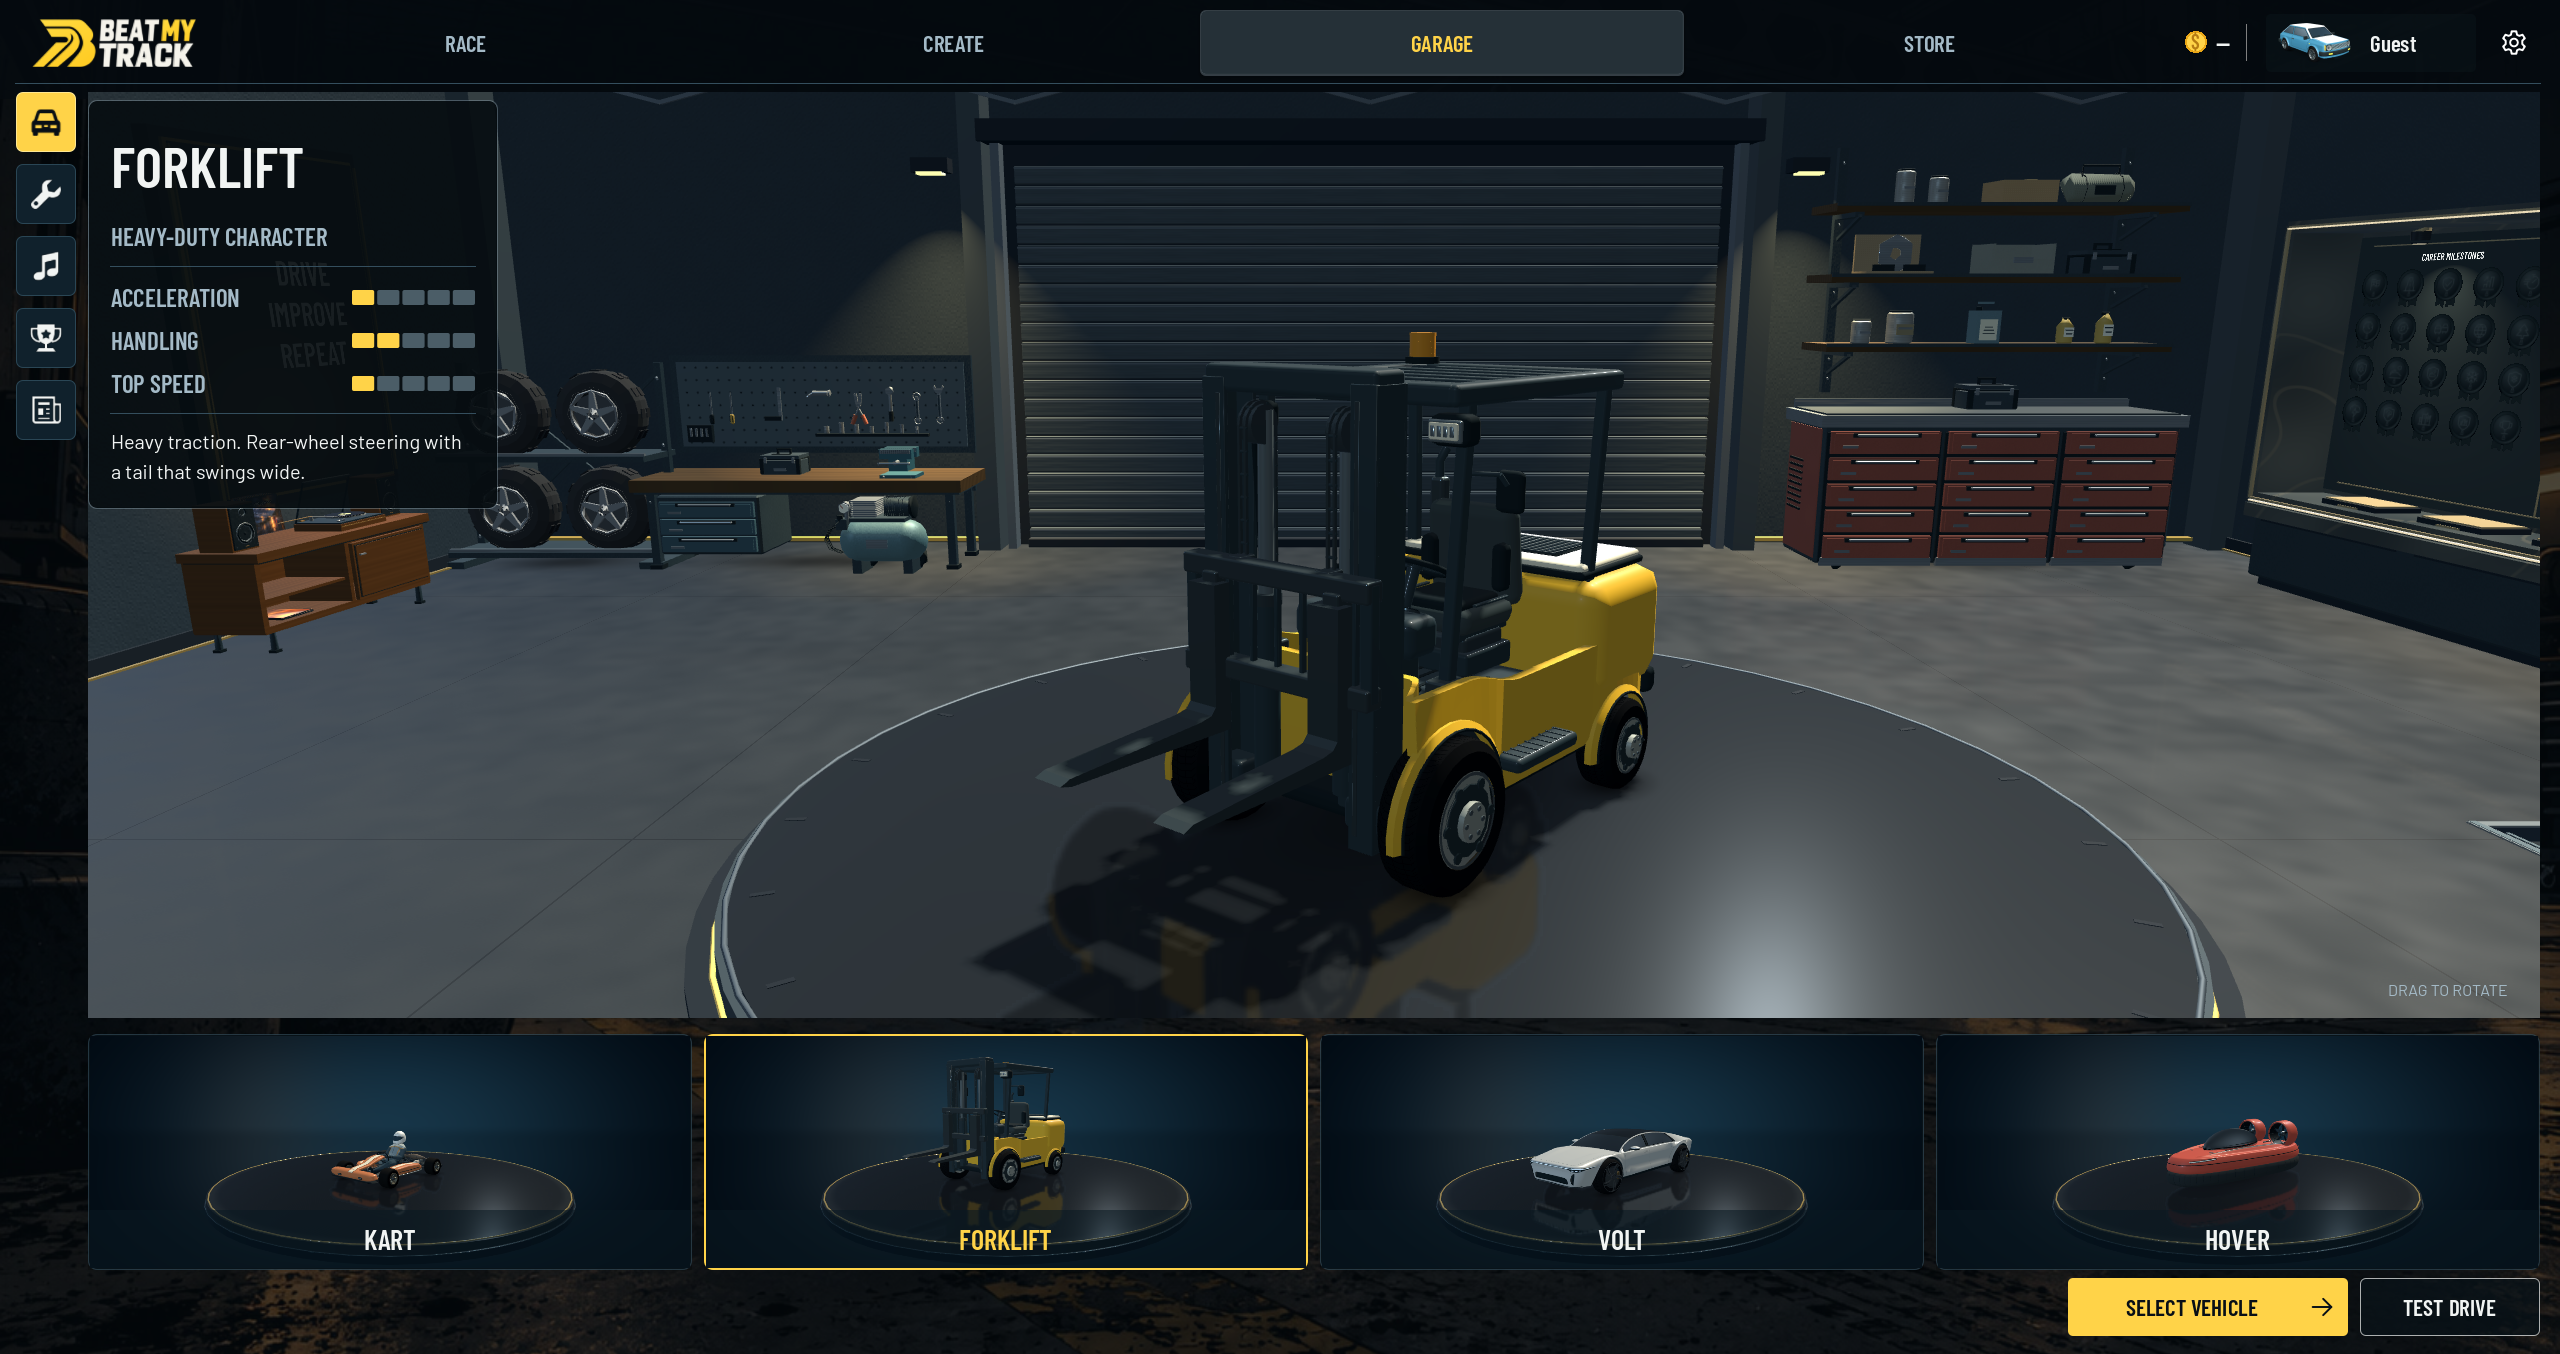 BEATMY
TRACK
RACE
CREATE
GARAGE
STORE
–
Guest
FORKLIFT
HEAVY-DUTY CHARACTER
DRIVE
IMPROVE
REPEAT
ACCELERATION
HANDLING
TOP SPEED
Heavy traction. Rear-wheel steering with
a tail that swings wide.
CAREER MILESTONES
DRAG TO ROTATE
KART
FORKLIFT
VOLT
HOVER
SELECT VEHICLE
TEST DRIVE